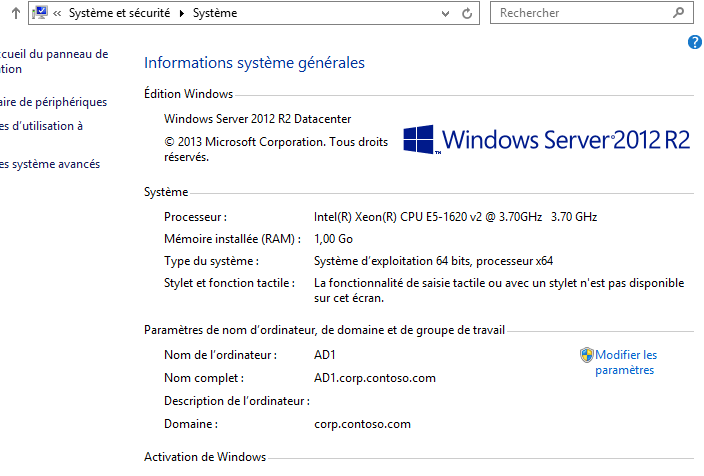 « Système et sécurité ▸ Système
Rechercher
ccueil du panneau de
ation
Informations système générales
Édition Windows
aire de périphériques
Windows Server 2012 R2 Datacenter
es d'utilisation à
© 2013 Microsoft Corporation. Tous droits
réservés.
Windows Server 2012 R2
es système avancés
Système
Processeur : Intel(R) Xeon(R) CPU E5-1620 v2 @ 3.70GHz 3.70 GHz
Mémoire installée (RAM) : 1,00 Go
Type du système : Système d'exploitation 64 bits, processeur x64
Stylet et fonction tactile : La fonctionnalité de saisie tactile ou avec un stylet n'est pas disponible
sur cet écran.
Paramètres de nom d'ordinateur, de domaine et de groupe de travail
Nom de l'ordinateur : AD1
Modifier les
paramètres
Nom complet : AD1.corp.contoso.com
Description de l'ordinateur :
Domaine : corp.contoso.com
Activation de Windows